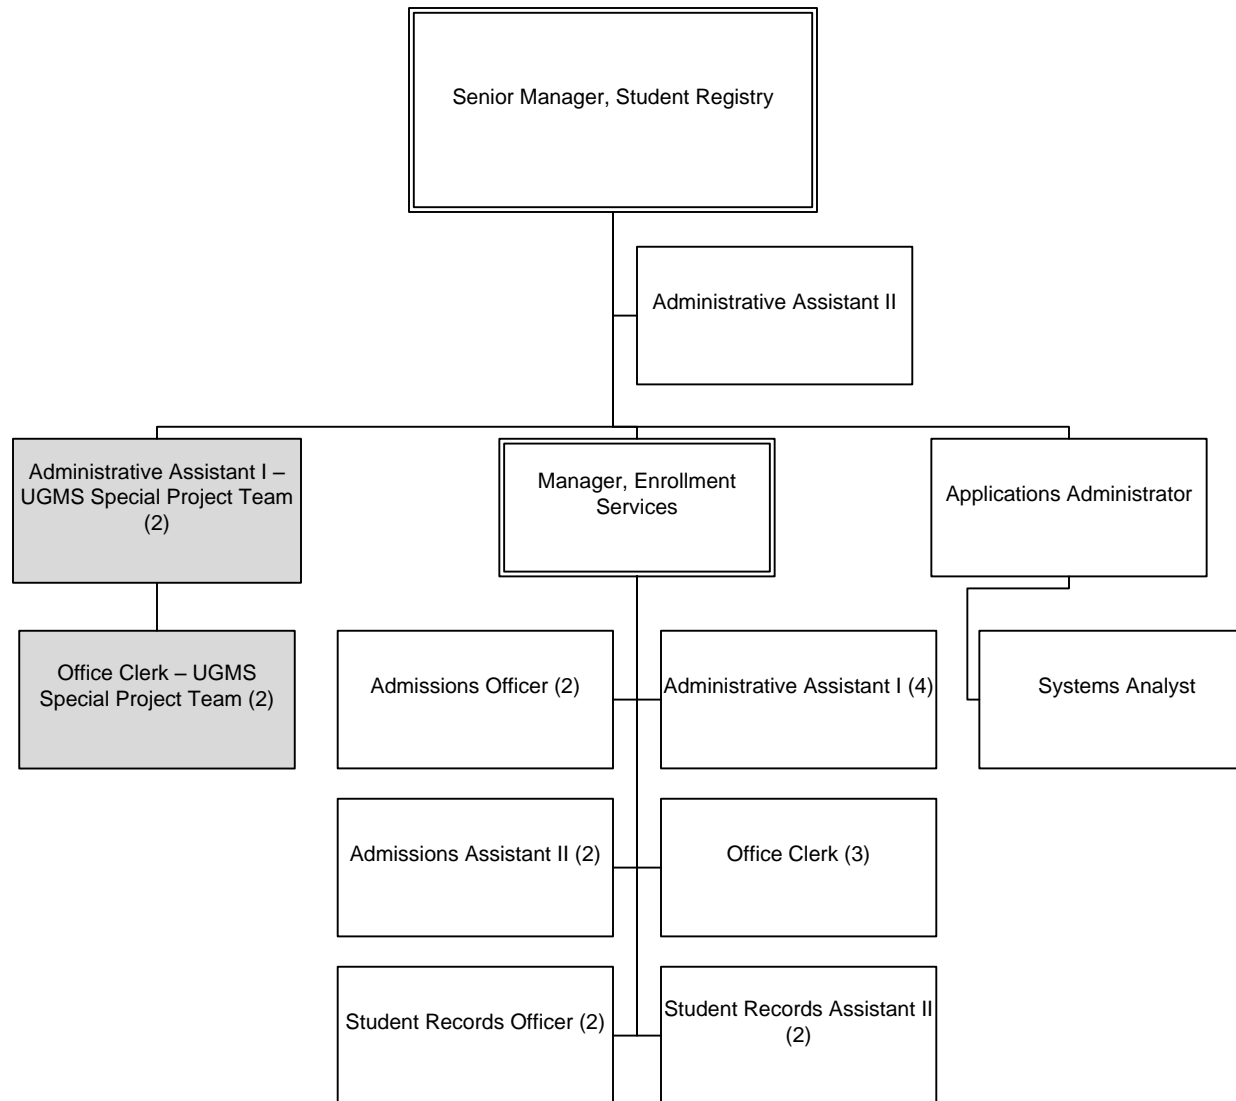 Senior Manager, Student Registry
Administrative Assistant II
Administrative Assistant I –
UGMS Special Project Team
(2)
Manager, Enrollment
Services
Applications Administrator
Office Clerk – UGMS
Special Project Team (2)
Admissions Officer (2)
Administrative Assistant I (4)
Systems Analyst
Admissions Assistant II (2)
Office Clerk (3)
Student Records Officer (2)
Student Records Assistant II
(2)